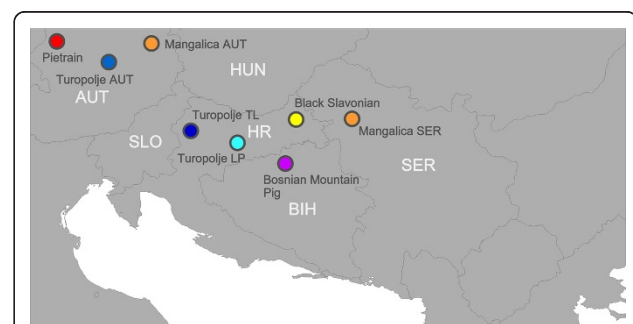 Mangalica AUT
Pietrain
Turopolje AUT
HUN
AUT
Black Slavonian
Turopolje TL
HR
Mangalica SER
SLO
Turopolje LP
SER
Bosnian Mountain
Pig
BIH